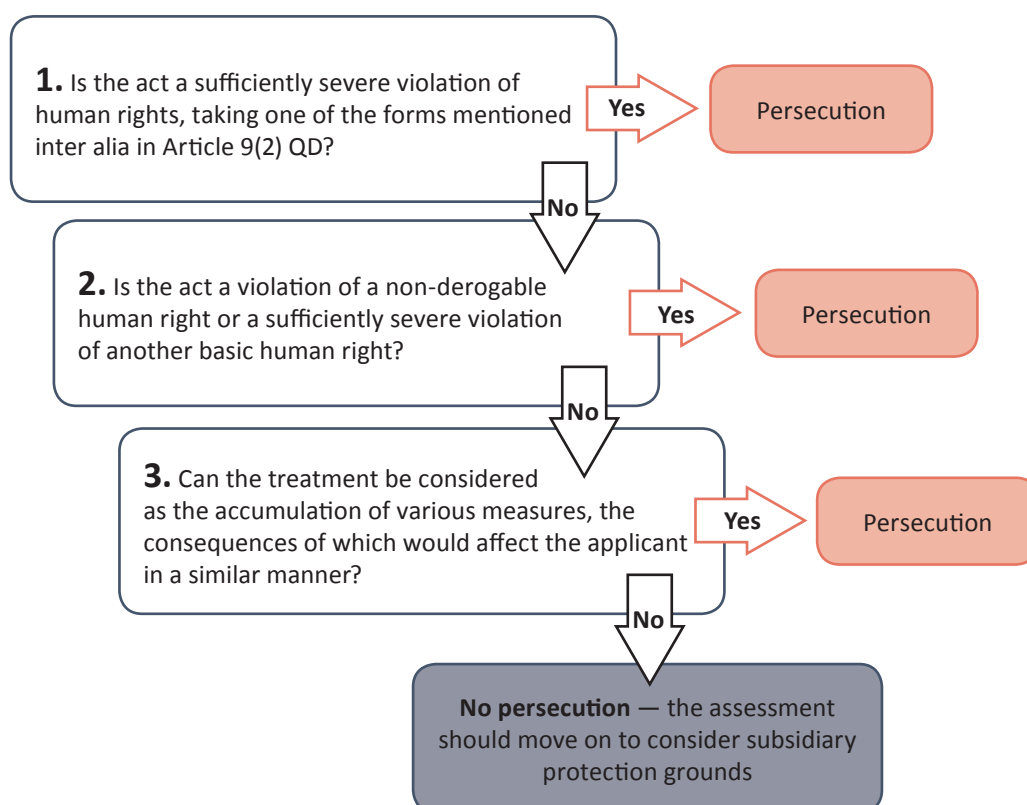 1. Is the act a sufficiently severe violation of
human rights, taking one of the forms mentioned
inter alia in Article 9(2) QD?
Yes
Persecution
No
2. Is the act a violation of a non-derogable
human right or a sufficiently severe violation
of another basic human right?
Yes
Persecution
No
3. Can the treatment be considered
as the accumulation of various measures, the
consequences of which would affect the applicant
in a similar manner?
Yes
Persecution
No
No persecution — the assessment
should move on to consider subsidiary
protection grounds